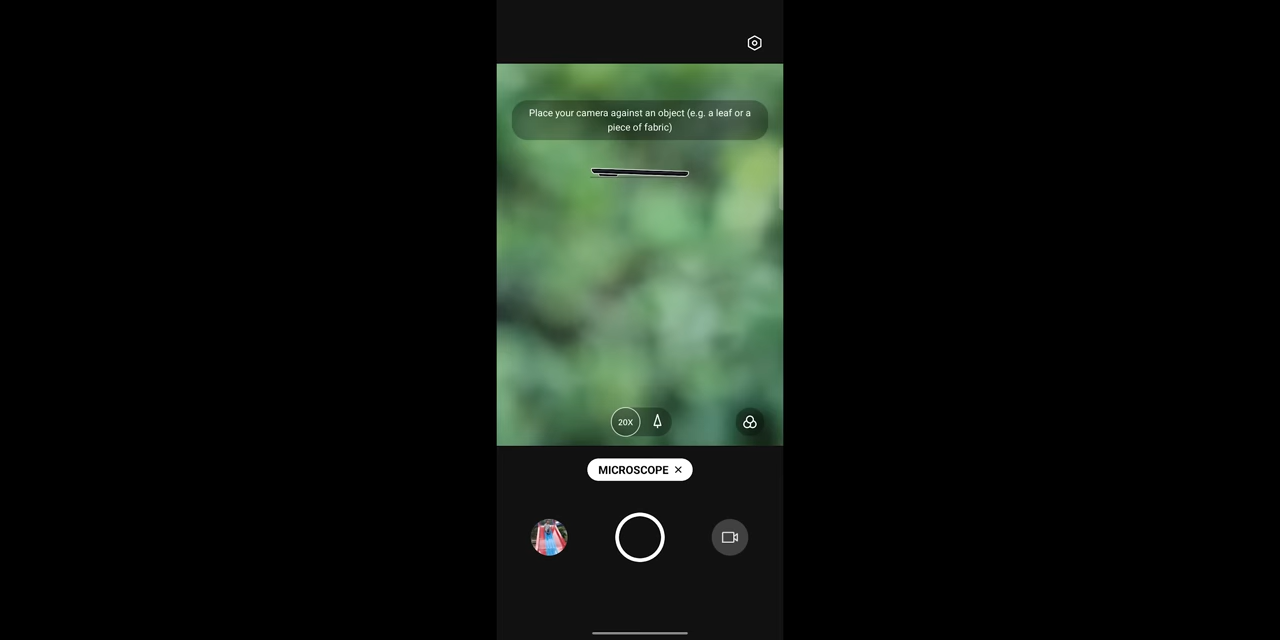 Place your camera against an object (e.g. a leaf or a
piece of fabric)
20X
MICROSCOPE ×